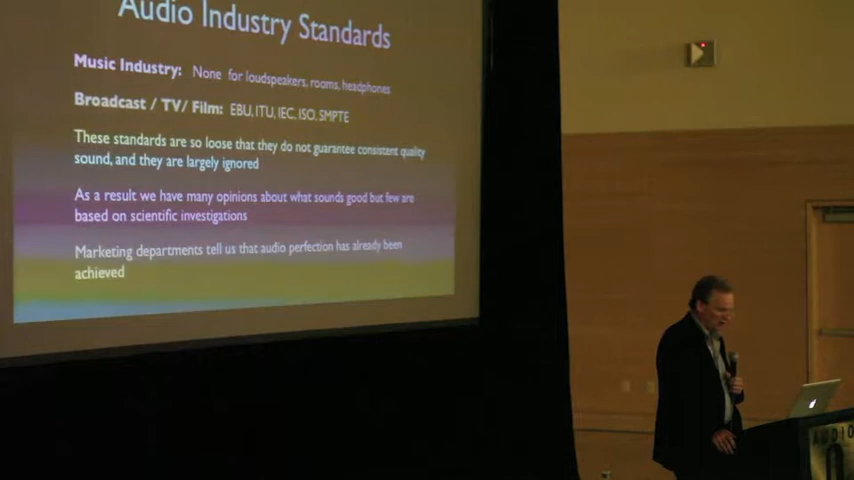 Audio Industry Standards
Music Industry: None for loudspeakers, rooms, headphones
Broadcast / TV/ Film: EBU, ITU, IEC, ISO, SMPTE
These standards are so loose that they do not guarantee consistent quality
sound, and they are largely ignored
As a result we have many opinions about what sounds good but few are
based on scientific investigations
Marketing departments tell us that audio perfection has already been
achieved
AUDIO